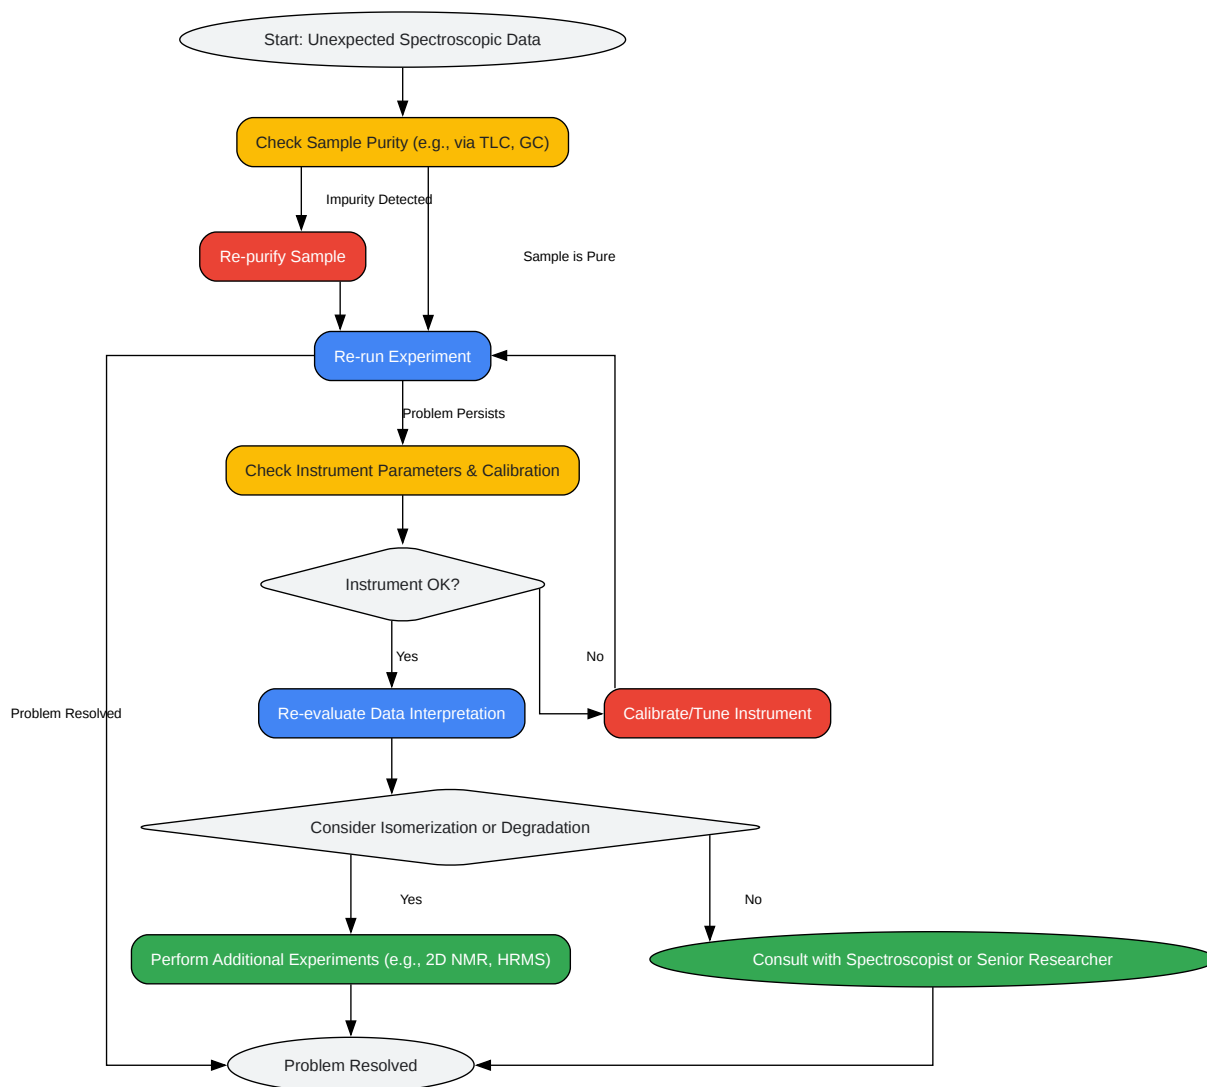 Start: Unexpected Spectroscopic Data
Check Sample Purity (e.g., via TLC, GC)
Impurity Detected
Re-purify Sample
Sample is Pure
Re-run Experiment
Problem Persists
Check Instrument Parameters & Calibration
Instrument OK?
Yes
No
Problem Resolved
Re-evaluate Data Interpretation
Calibrate/Tune Instrument
Consider Isomerization or Degradation
Yes
No
Perform Additional Experiments (e.g., 2D NMR, HRMS)
Consult with Spectroscopist or Senior Researcher
Problem Resolved